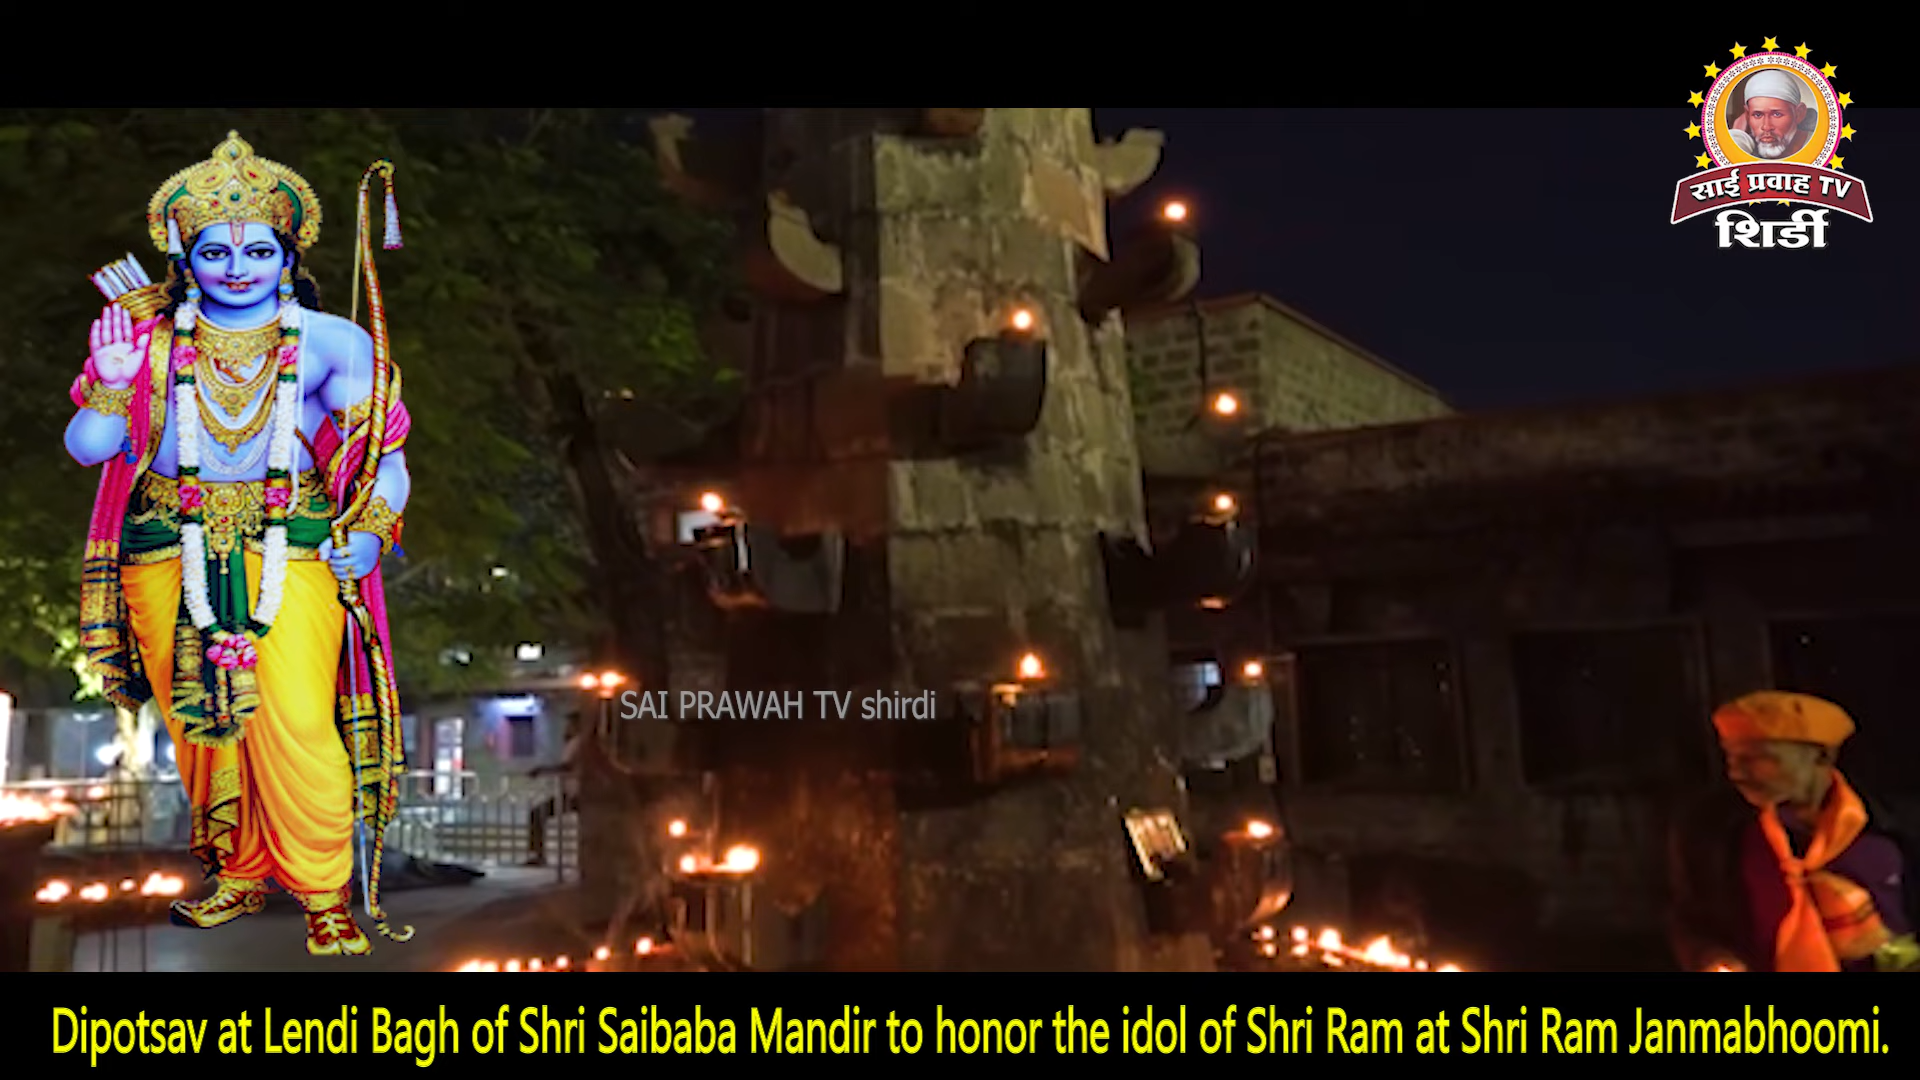 साई प्रवाह TV
शिर्डी
SAI PRAWAH TV shirdi
Dipotsav at Lendi Bagh of Shri Saibaba Mandir to honor the idol of Shri Ram at Shri Ram Janmabhoomi.